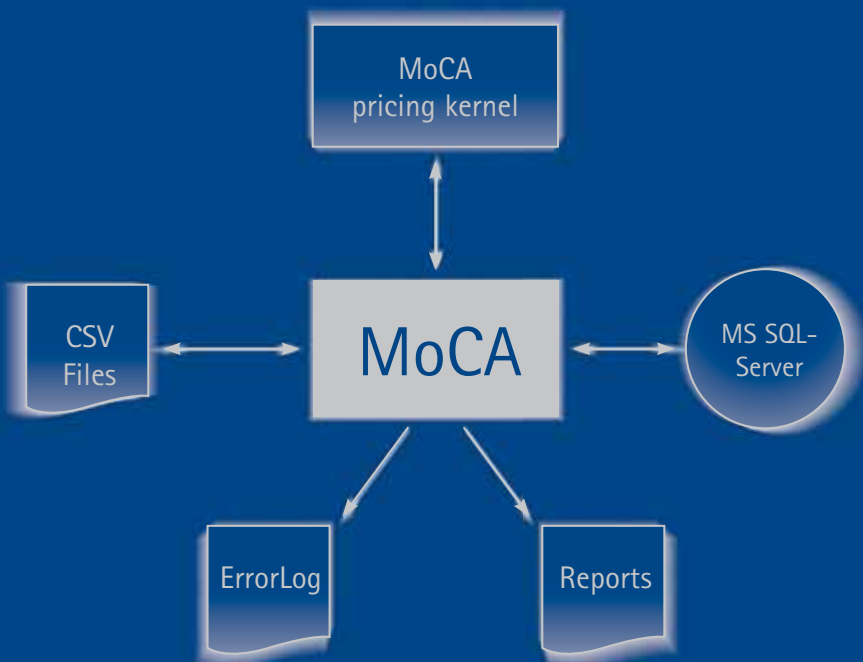 MoCA
pricing kernel
CSV
Files
MoCA
MS SQL-
Server
ErrorLog
Reports